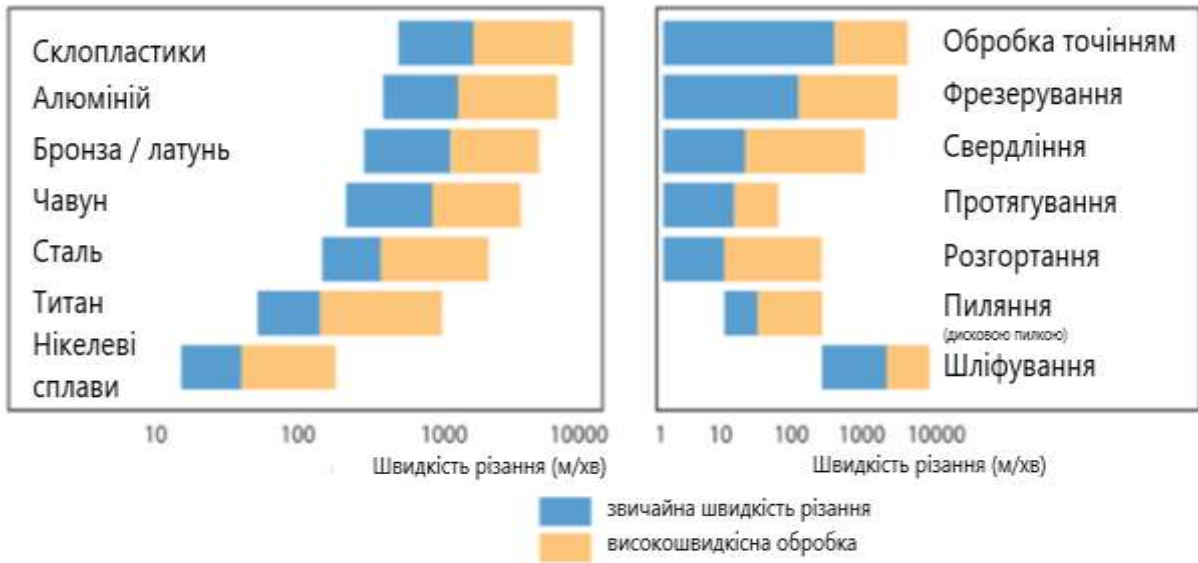 Склопластики
Алюміній
Бронза / латунь
Чавун
Сталь
Титан
Нікелеві
сплави
10 100 1000 10000
Швидкість різання (м/хв)
Обробка точінням
Фрезерування
Свердління
Протягування
Розгортання
Пиляння
(дисковою пилкою)
Шліфування
1 10 100 1000 10000
Швидкість різання (м/хв)
звичайна швидкість різання
високошвидкісна обробка